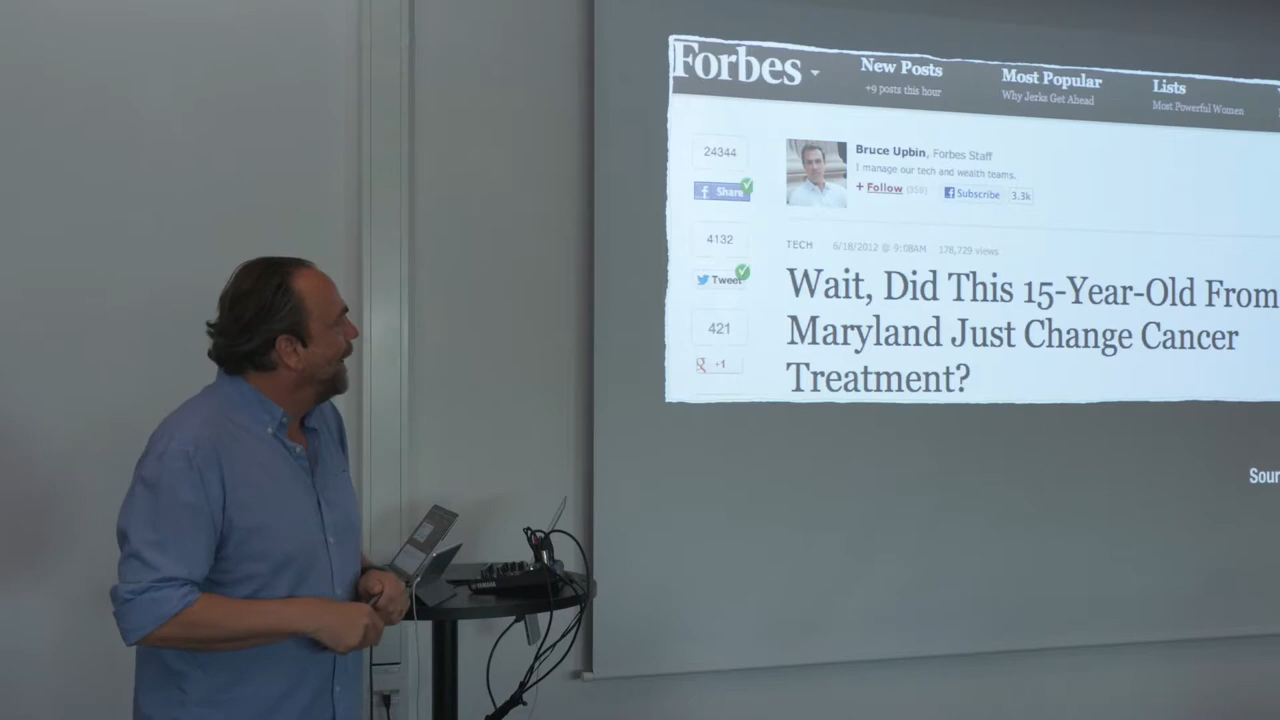 Forbes
New Posts
+9 posts this hour
Most Popular
Why Jerks Get Ahead
Lists
Most Powerful Women
24344
Share
4132
Tweet
421
+1
Bruce Upbin, Forbes Staff
I manage our tech and wealth teams.
+ Follow (359)
Subscribe 3.3k
TECH 6/18/2012 @ 9:08AM 178,729 views
Wait, Did This 15-Year-Old From
Maryland Just Change Cancer
Treatment?
Sour
YAMAHA